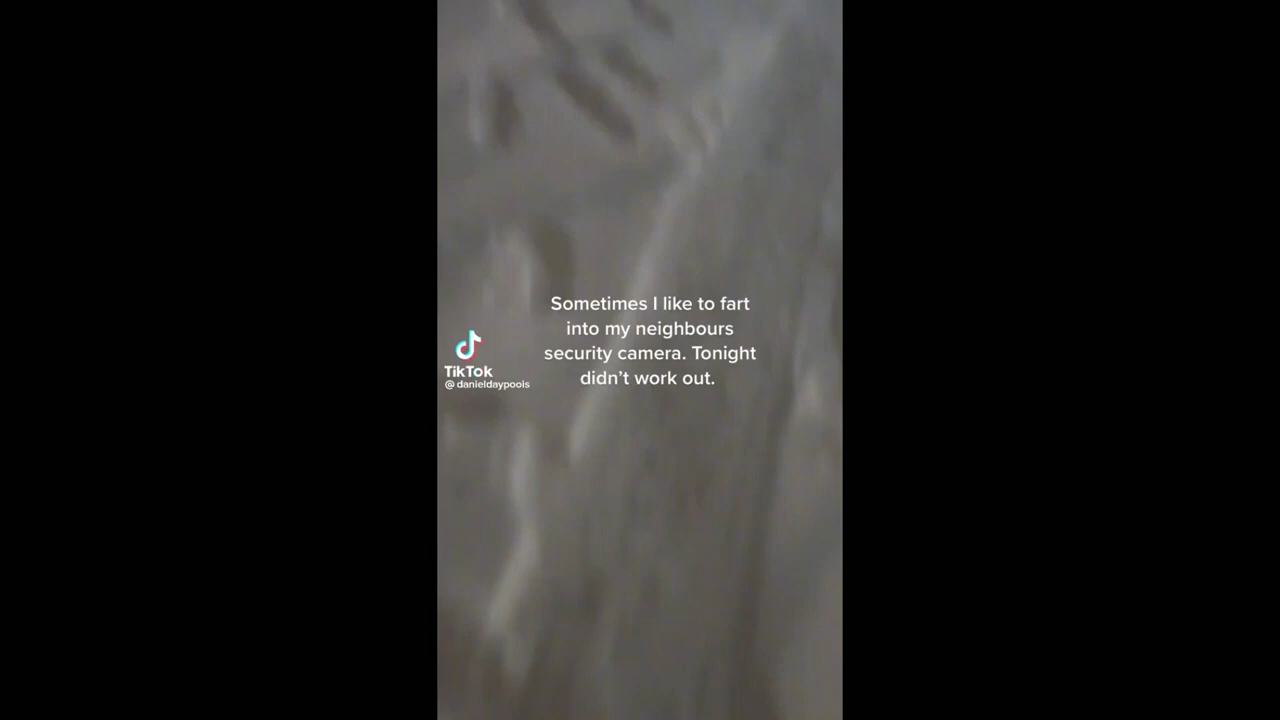 Sometimes I like to fart
into my neighbours
security camera. Tonight
didn't work out.
TikTok
@danieldaypools